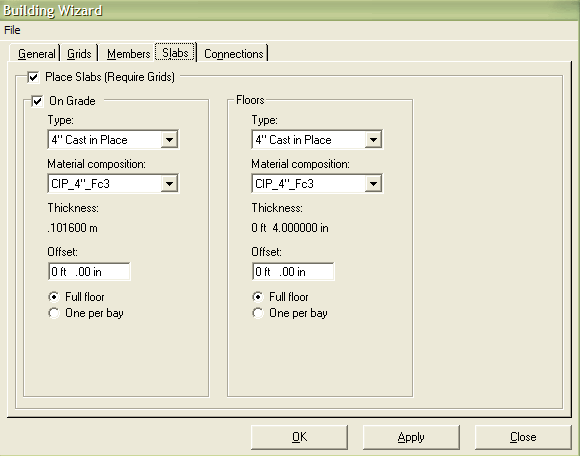 Building Wizard
File
General Grids Members Slabs Connections
Place Slabs (Require Grids)
On Grade
Type:
4" Cast in Place
Material composition:
CIP_4"_Fc3
Thickness:
.101600 m
Offset:
0 ft .00 in
Full floor
One per bay
Floors
Type:
4" Cast in Place
Material composition:
CIP_4"_Fc3
Thickness:
0 ft 4.000000 in
Offset:
0 ft .00 in
Full floor
One per bay
OK Apply Close